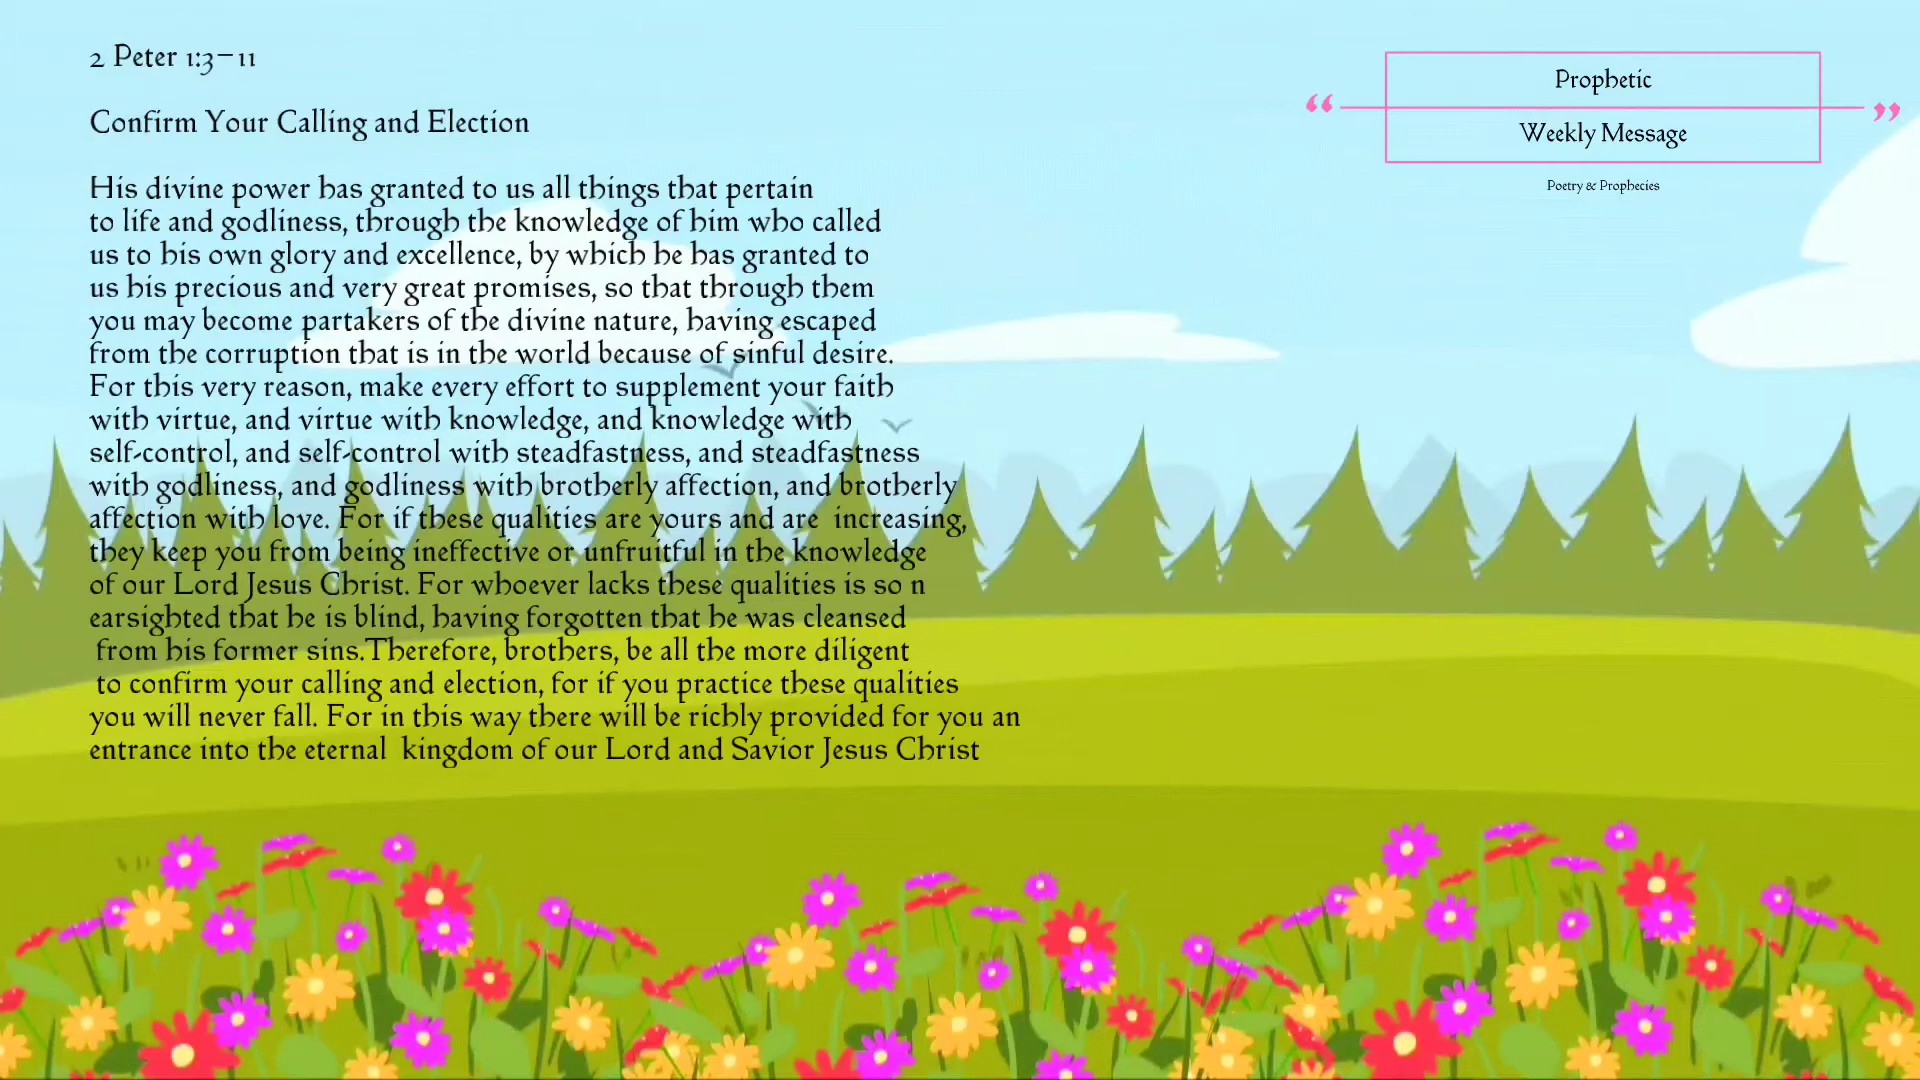 2 Peter 1:3–11
Confirm Your Calling and Election
His divine power has granted to us all things that pertain
to life and godliness, through the knowledge of him who called
us to his own glory and excellence, by which he has granted to
us his precious and very great promises, so that through them
you may become partakers of the divine nature, having escaped
from the corruption that is in the world because of sinful desire.
For this very reason, make every effort to supplement your faith
with virtue, and virtue with knowledge, and knowledge with
self-control, and self-control with steadfastness, and steadfastness
with godliness, and godliness with brotherly affection, and brotherly
affection with love. For if these qualities are yours and are increasing,
they keep you from being ineffective or unfruitful in the knowledge
of our Lord Jesus Christ. For whoever lacks these qualities is so n
earsighted that he is blind, having forgotten that he was cleansed
from his former sins.Therefore, brothers, be all the more diligent
to confirm your calling and election, for if you practice these qualities
you will never fall. For in this way there will be richly provided for you an
entrance into the eternal kingdom of our Lord and Savior Jesus Christ
“ Prophetic
Weekly Message ”
Poetry & Prophecies